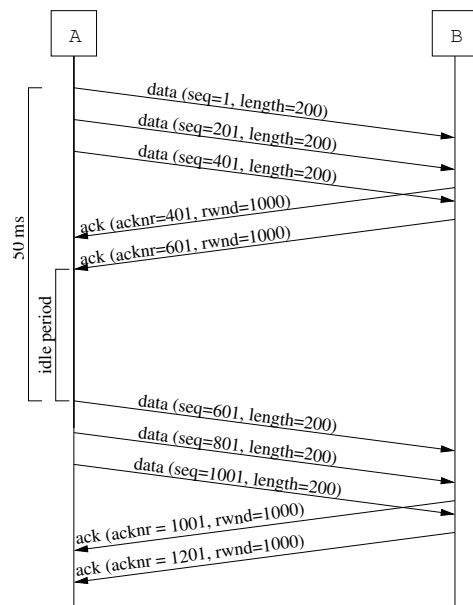 A
B
data (seq=1, length=200)
data (seq=201, length=200)
data (seq=401, length=200)
ack (acknr=401, rwnd=1000)
ack (acknr=601, rwnd=1000)
50 ms
idle period
data (seq=601, length=200)
data (seq=801, length=200)
data (seq=1001, length=200)
ack (acknr = 1001, rwnd=1000)
ack (acknr = 1201, rwnd=1000)